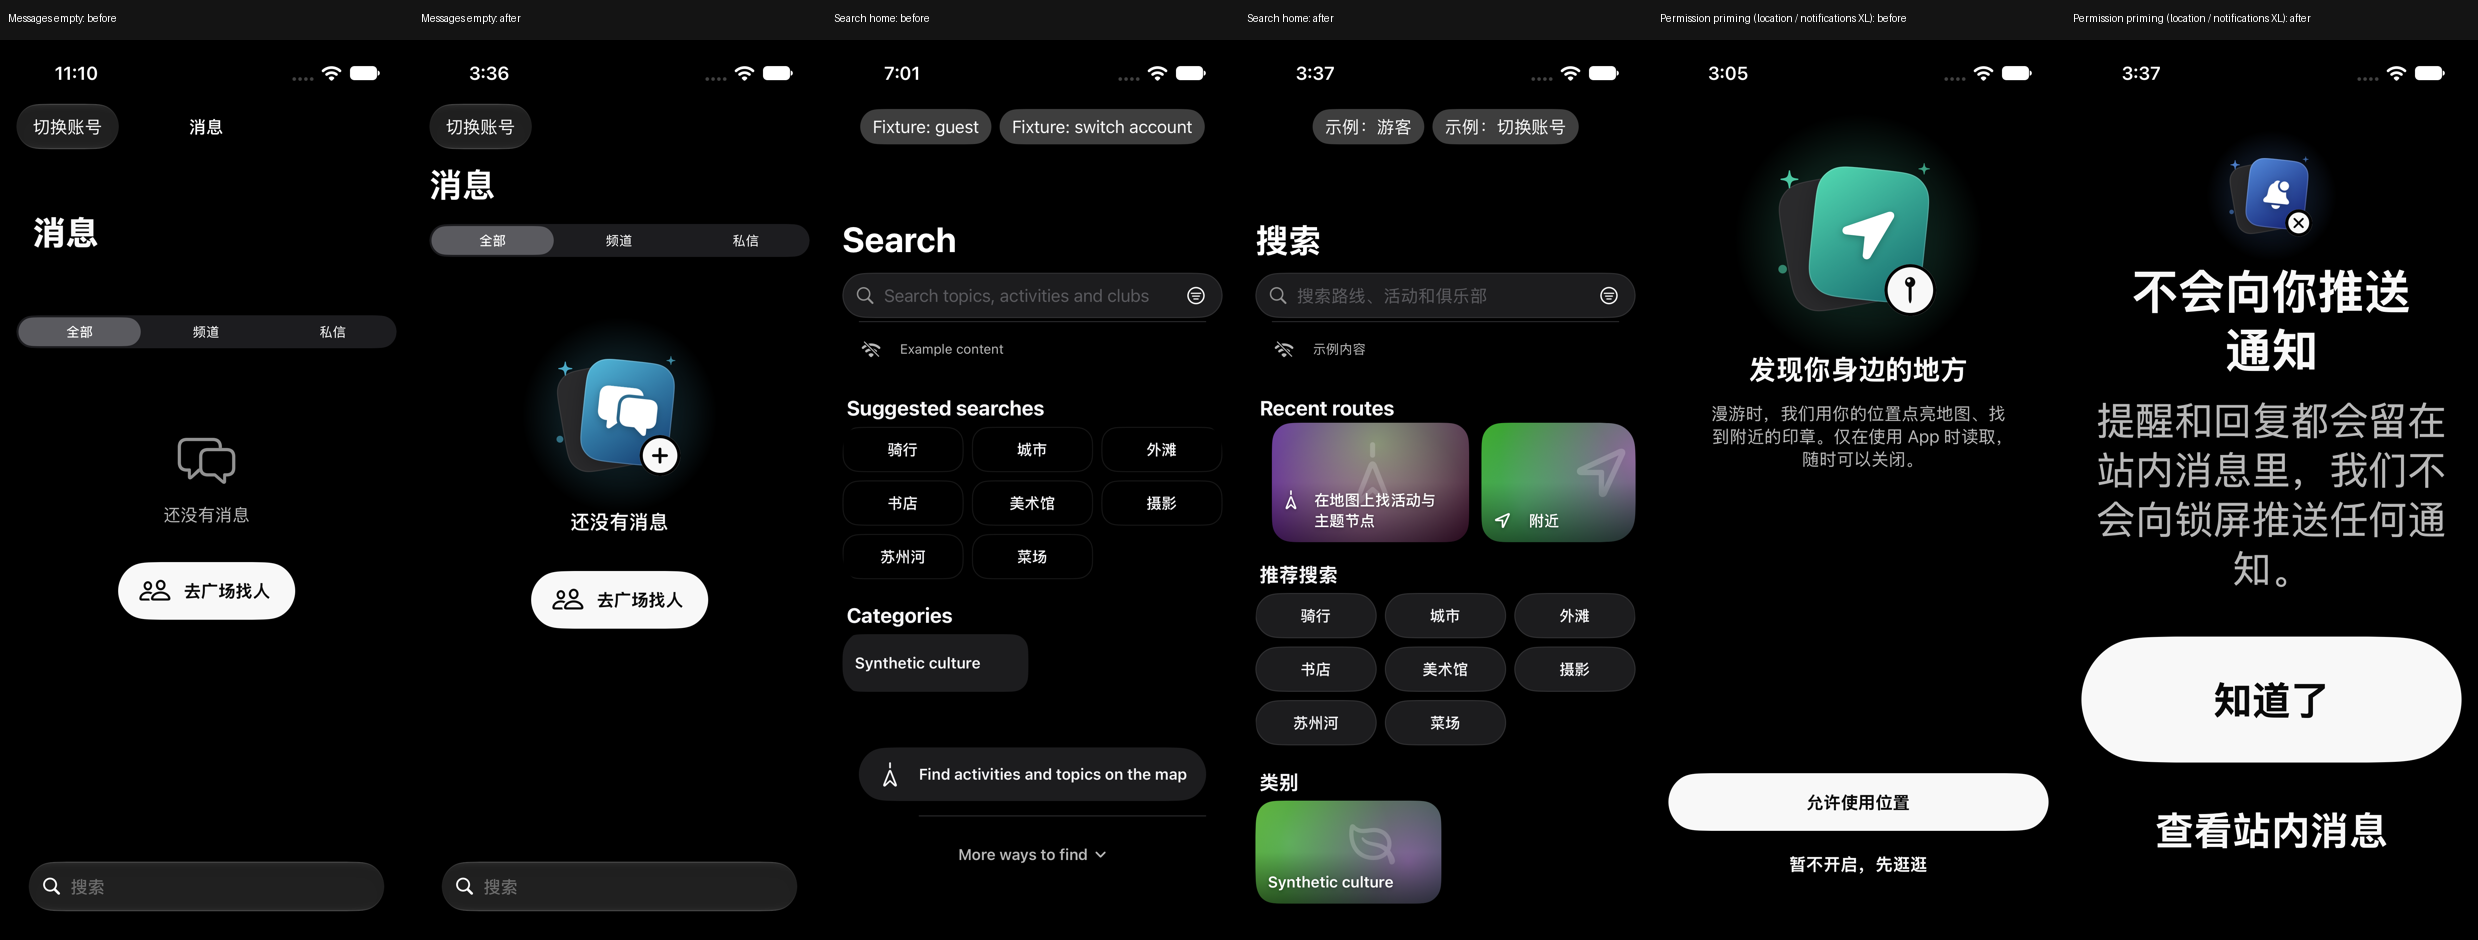 Messages empty: before
11:10
切换账号
消息
消息
全部
频道
私信
还没有消息
去广场找人
搜索
Messages empty: after
3:36
切换账号
消息
全部
频道
私信
还没有消息
去广场找人
搜索
Search home: before
7:01
Fixture: guest
Fixture: switch account
Search
Search topics, activities and clubs
Example content
Suggested searches
骑行
城市
外滩
书店
美术馆
摄影
苏州河
菜场
Categories
Synthetic culture
Find activities and topics on the map
More ways to find
Search home: after
3:37
示例：游客
示例：切换账号
搜索
搜索路线、活动和俱乐部
示例内容
Recent routes
在地图上找活动与
主题节点
附近
推荐搜索
骑行
城市
外滩
书店
美术馆
摄影
苏州河
菜场
类别
Synthetic culture
Permission priming (location / notifications XL): before
3:05
发现你身边的地方
漫游时，我们用你的位置点亮地图、找
到附近的印章。仅在使用 App 时读取，
随时可以关闭。
允许使用位置
暂不开启，先逛逛
Permission priming (location / notifications XL): after
3:37
不会向你推送
通知
提醒和回复都会留在
站内消息里，我们不
会向锁屏推送任何通
知。
知道了
查看站内消息